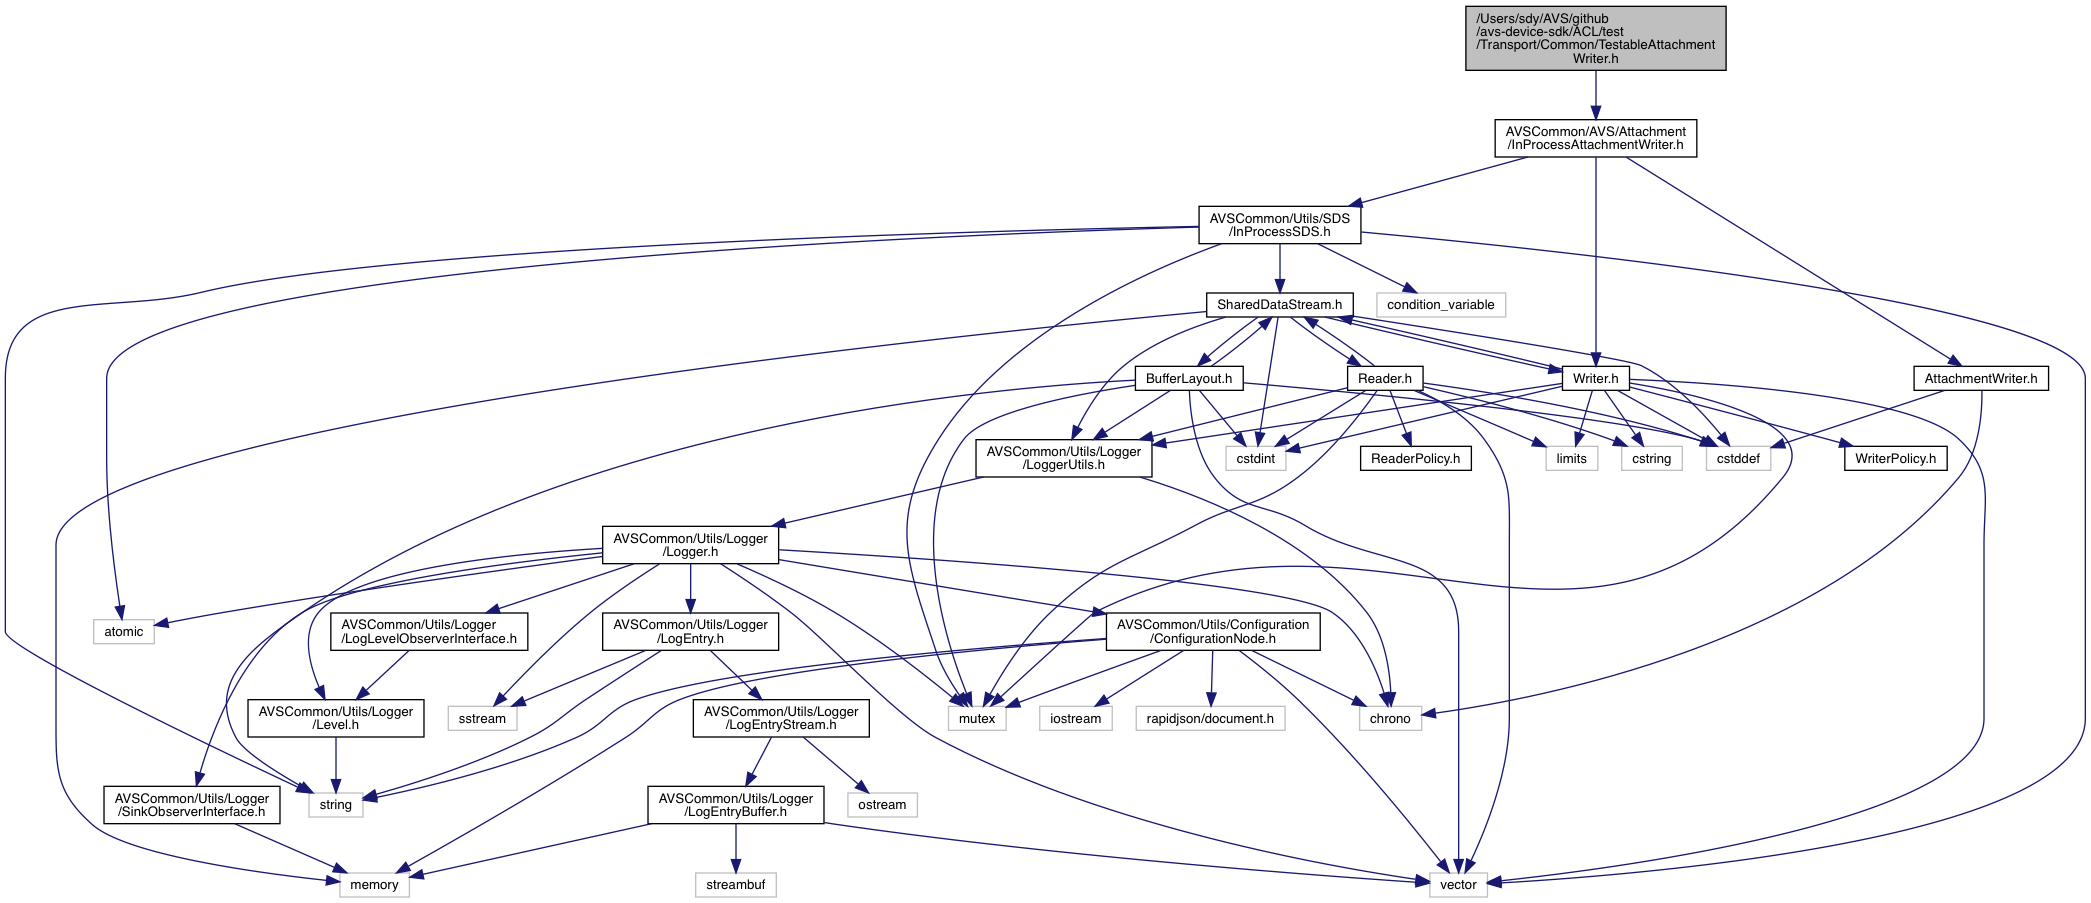 /Users/sdy/AVS/github
/avs-device-sdk/ACL/test
/Transport/Common/TestableAttachment
Writer.h
AVSCommon/AVS/Attachment
/InProcessAttachmentWriter.h
AVSCommon/Utils/SDS
/InProcessSDS.h
SharedDataStream.h
condition_variable
BufferLayout.h
Reader.h
Writer.h
AttachmentWriter.h
AVSCommon/Utils/Logger
/LoggerUtils.h
cstdint
ReaderPolicy.h
limits
cstring
cstddef
WriterPolicy.h
AVSCommon/Utils/Logger
/Logger.h
atomic
AVSCommon/Utils/Logger
/LogLevelObserverInterface.h
AVSCommon/Utils/Logger
/LogEntry.h
AVSCommon/Utils/Configuration
/ConfigurationNode.h
AVSCommon/Utils/Logger
/Level.h
sstream
AVSCommon/Utils/Logger
/LogEntryStream.h
mutex
iostream
rapidjson/document.h
chrono
AVSCommon/Utils/Logger
/SinkObserverInterface.h
string
AVSCommon/Utils/Logger
/LogEntryBuffer.h
ostream
memory
streambuf
vector